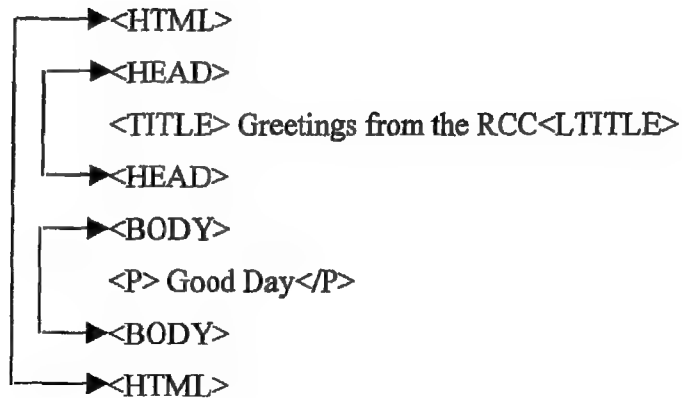 <HTML>
<HEAD>
<TITLE> Greetings from the RCC<LTITLE>
<HEAD>
<BODY>
<P> Good Day</P>
<BODY>
<HTML>